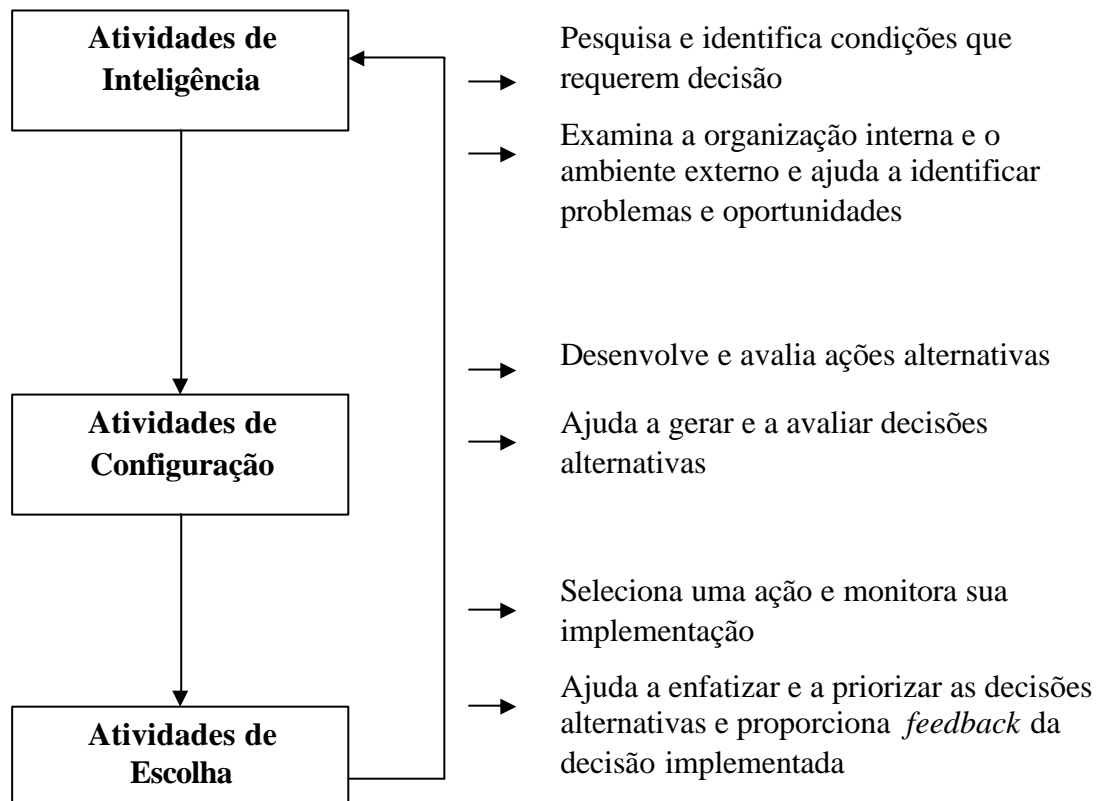 Atividades de
Inteligência
Pesquisa e identifica condições que
requerem decisão
Examina a organização interna e o
ambiente externo e ajuda a identificar
problemas e oportunidades
Desenvolve e avalia ações alternativas
Atividades de
Configuração
Ajuda a gerar e a avaliar decisões
alternativas
Seleciona uma ação e monitora sua
implementação
Atividades de
Escolha
Ajuda a enfatizar e a priorizar as decisões
alternativas e proporciona feedback da
decisão implementada